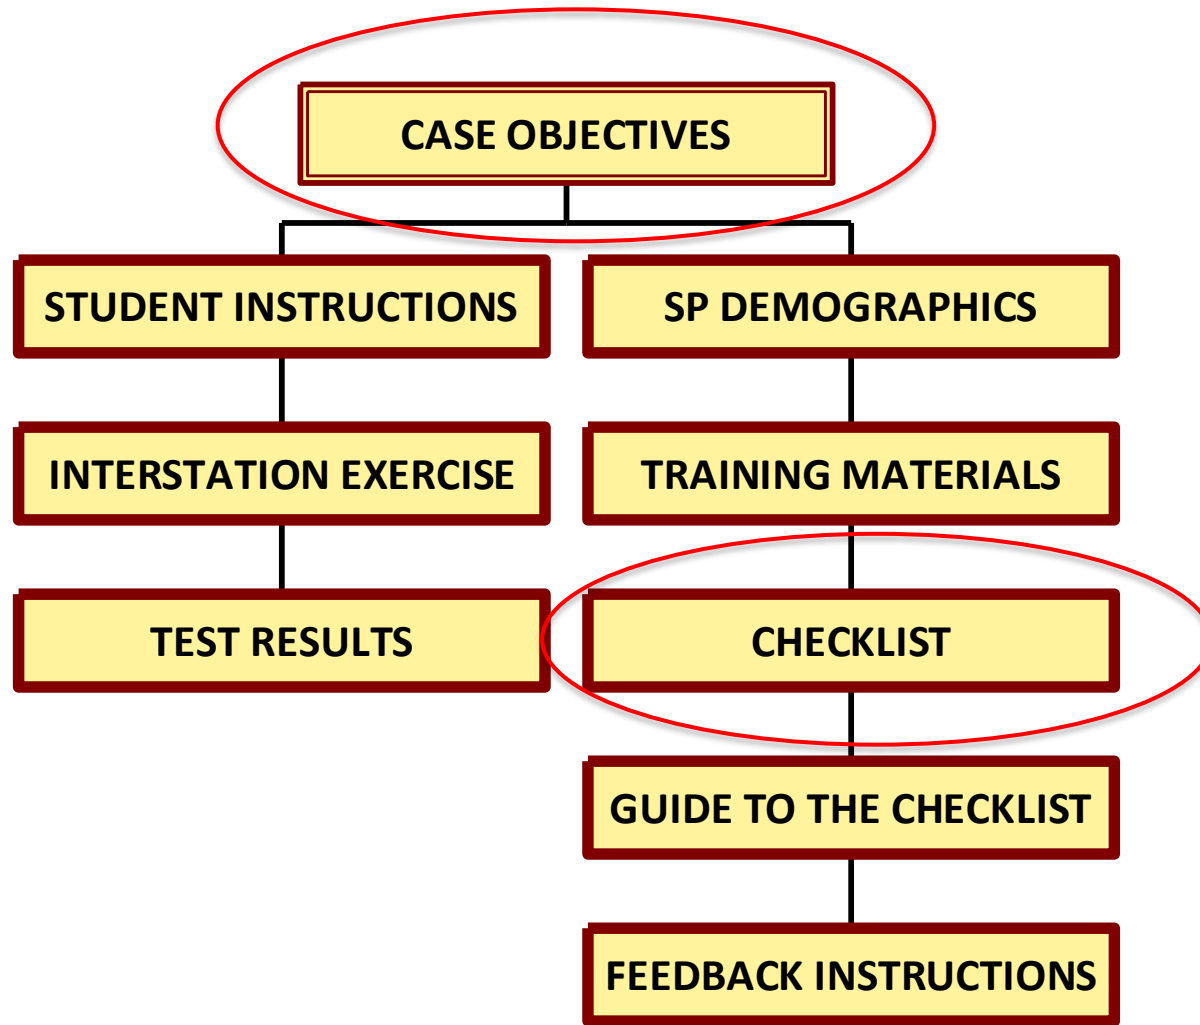 CASE OBJECTIVES
STUDENT INSTRUCTIONS
SP DEMOGRAPHICS
INTERSTATION EXERCISE
TRAINING MATERIALS
TEST RESULTS
CHECKLIST
GUIDE TO THE CHECKLIST
FEEDBACK INSTRUCTIONS